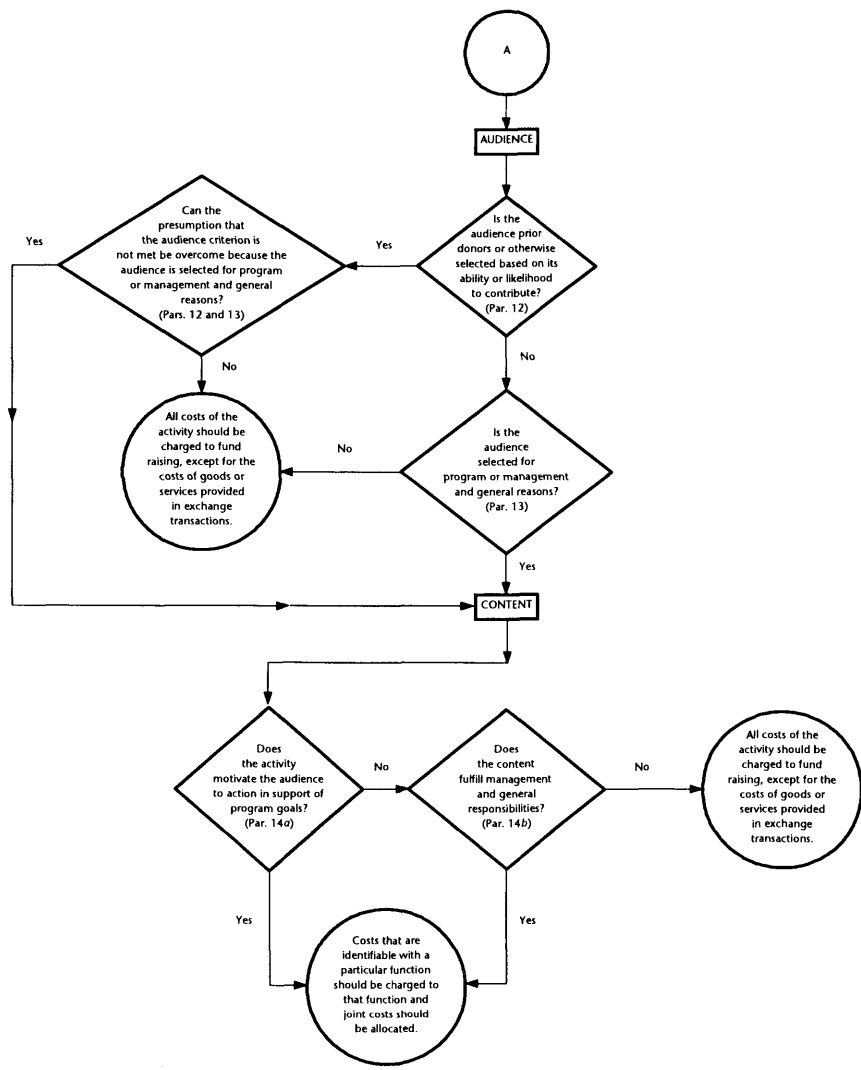 A
AUDIENCE
Is the
audience prior
donors or otherwise
selected based on its
ability or likelihood
to contribute?
(Par. 12)
Yes
Can the
presumption that
the audience criterion is
not met be overcome because the
audience is selected for program
or management and general
reasons?
(Pars. 12 and 13)
Yes
No
No
All costs of the
activity should be
charged to fund
raising, except for the
costs of goods or
services provided
in exchange
transactions.
No
Is the
audience
selected for
program or management
and general reasons?
(Par. 13)
Yes
CONTENT
Does
the activity
motivate the audience
to action in support of
program goals?
(Par. 14a)
No
Does
the content
fulfill management
and general
responsibilities?
(Par. 14b)
No
All costs of the
activity should be
charged to fund
raising, except for the
costs of goods or
services provided
in exchange
transactions.
Yes
Yes
Costs that are
identifiable with a
particular function
should be charged to
that function and
joint costs should
be allocated.